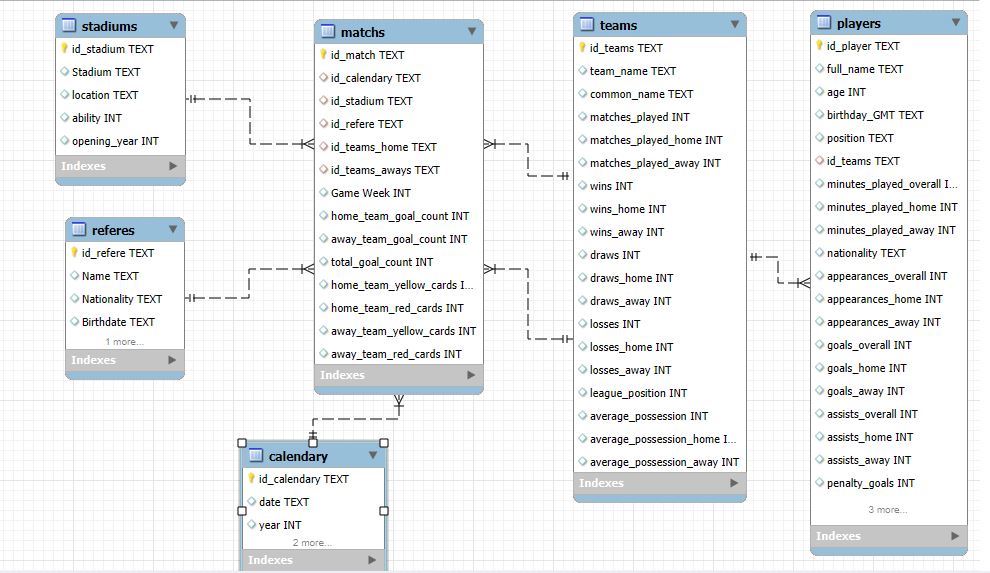 stadiums
id_stadium TEXT
Stadium TEXT
location TEXT
ability INT
opening_year INT
Indexes
referes
id_refere TEXT
Name TEXT
Nationality TEXT
Birthdate TEXT
1 more...
Indexes
matchs
id_match TEXT
id_calendary TEXT
id_stadium TEXT
id_refere TEXT
id_teams_home TEXT
id_teams_aways TEXT
Game Week INT
home_team_goal_count INT
away_team_goal_count INT
total_goal_count INT
home_team_yellow_cards I...
home_team_red_cards INT
away_team_yellow_cards INT
away_team_red_cards INT
Indexes
calendary
id_calendary TEXT
date TEXT
year INT
2 more...
Indexes
teams
id_teams TEXT
team_name TEXT
common_name TEXT
matches_played INT
matches_played_home INT
matches_played_away INT
wins INT
wins_home INT
wins_away INT
draws INT
draws_home INT
draws_away INT
losses INT
losses_home INT
losses_away INT
league_position INT
average_possession INT
average_possession_home I...
average_possession_away INT
Indexes
players
id_player TEXT
full_name TEXT
age INT
birthday_GMT TEXT
position TEXT
id_teams TEXT
minutes_played_overall I...
minutes_played_home INT
minutes_played_away INT
nationality TEXT
appearances_overall INT
appearances_home INT
appearances_away INT
goals_overall INT
goals_home INT
goals_away INT
assists_overall INT
assists_home INT
assists_away INT
penalty_goals INT
3 more...
Indexes